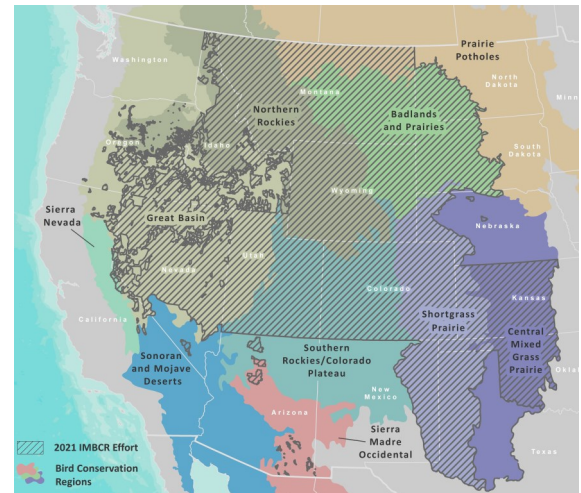 Washington
Prairie
Potholes
Montana
North
Dakota
Minn
Northern
Rockies
Badlands
and Prairies
Oregon
Idaho
South
Dakota
Wyoming
Sierra
Nevada
Great Basin
Nebraska
Nevada
Utah
Colorado
Kansas
California
Shortgrass
Prairie
Central
Mixed
Grass
Prairie
Sonoran
and Mojave
Deserts
Southern
Rockies/Colorado
Plateau
Oklah
New
Mexico
Arizona
Sierra
Madre
Occidental
Texas
2021 IMBCR Effort
Bird Conservation
Regions